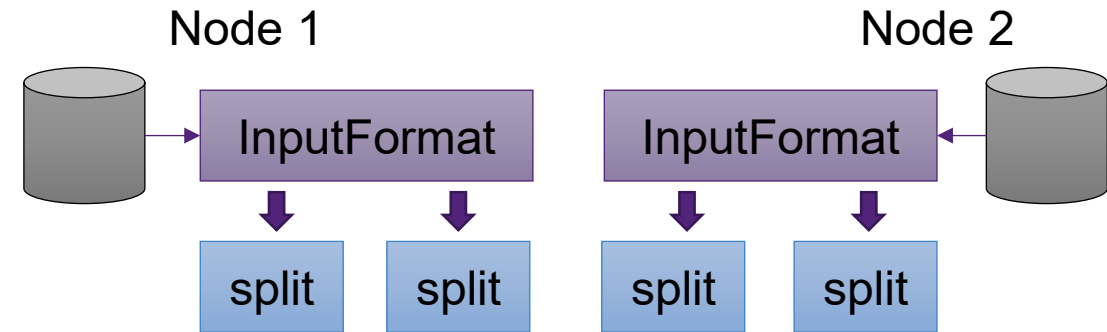 Node 1
Node 2
InputFormat
InputFormat
split
split
split
split